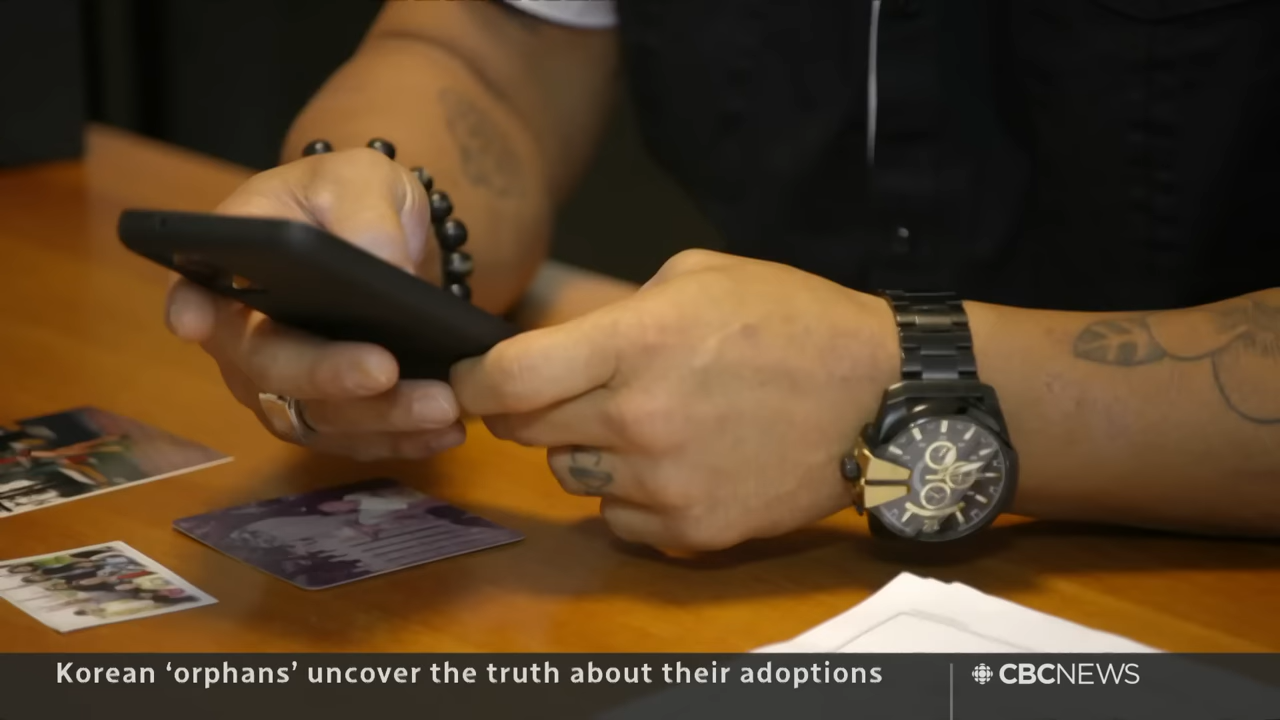 Korean ‘orphans’ uncover the truth about their adoptions
CBCNEWS